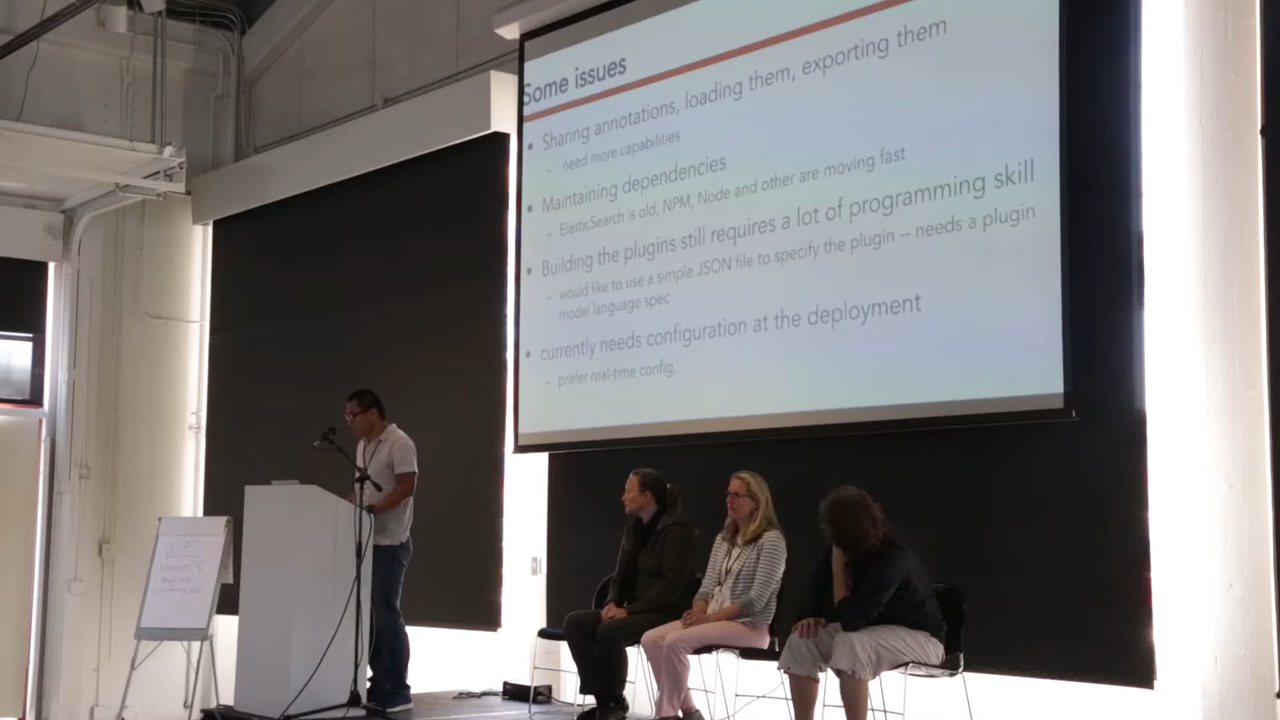 Some issues
• Sharing annotations, loading them, exporting them
– need more capabilities
• Maintaining dependencies
– ElasticSearch is old, NPM, Node and other are moving fast
• Building the plugins still requires a lot of programming skill
– would like to use a simple JSON file to specify the plugin – needs a plugin
model language spec
• currently needs configuration at the deployment
– prefer real-time config.